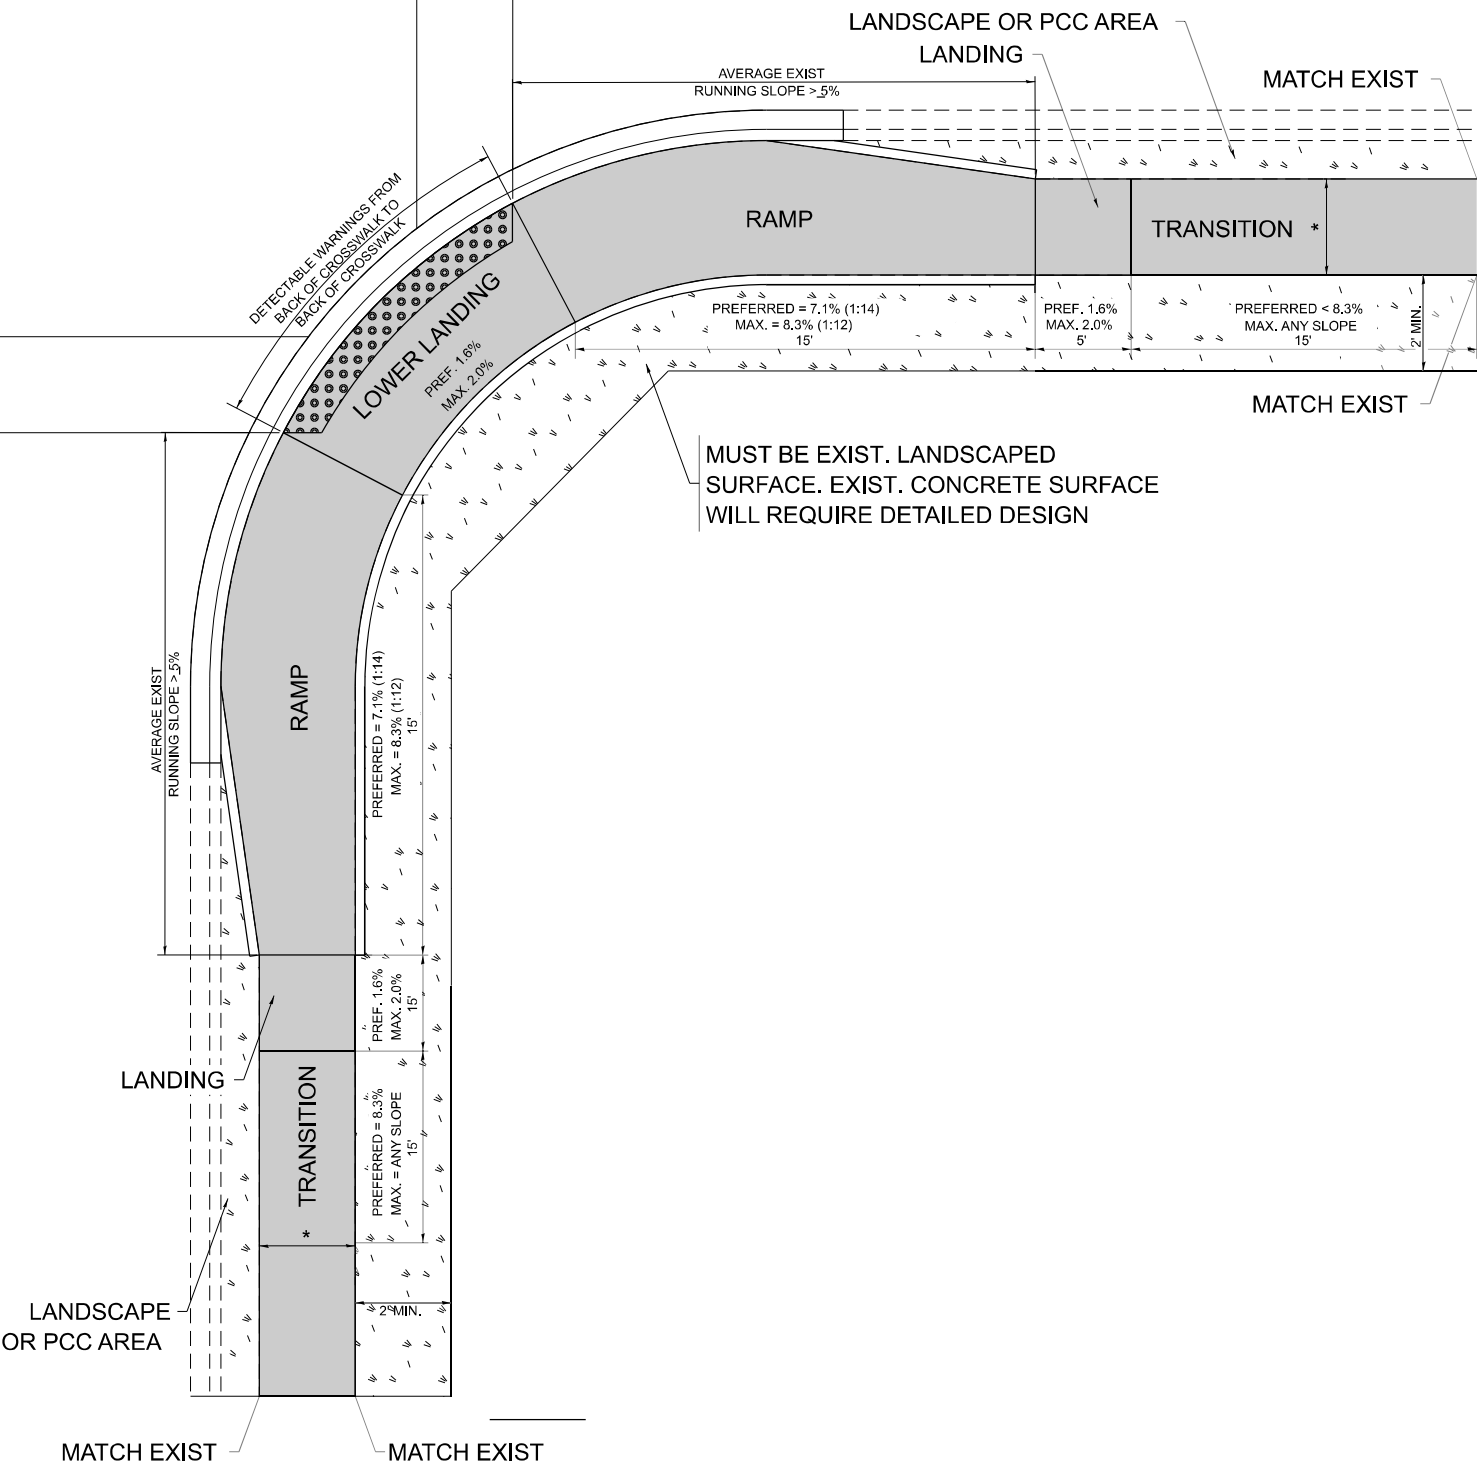 LANDSCAPE OR PCC AREA
LANDING
MATCH EXIST
AVERAGE EXIST
RUNNING SLOPE > 5%
DETECTABLE WARNINGS FROM
BACK OF CROSSWALK TO
BACK OF CROSSWALK
RAMP
TRANSITION *
LOWER LANDING
PREF. 1.6%
MAX. 2.0%
PREFERRED = 7.1% (1:14)
MAX. = 8.3% (1:12)
15'
PREF. 1.6%
MAX. 2.0%
5'
PREFERRED < 8.3%
MAX. ANY SLOPE
15'
2' MIN.
MATCH EXIST
MUST BE EXIST. LANDSCAPED
SURFACE. EXIST. CONCRETE SURFACE
WILL REQUIRE DETAILED DESIGN
AVERAGE EXIST
RUNNING SLOPE > 5%
RAMP
PREFERRED = 7.1% (1:14)
MAX. = 8.3% (1:12)
15'
PREF. 1.6%
MAX. 2.0%
15'
LANDING
* TRANSITION
PREFERRED = 8.3%
MAX. = ANY SLOPE
15'
2' MIN.
LANDSCAPE
OR PCC AREA
MATCH EXIST
MATCH EXIST